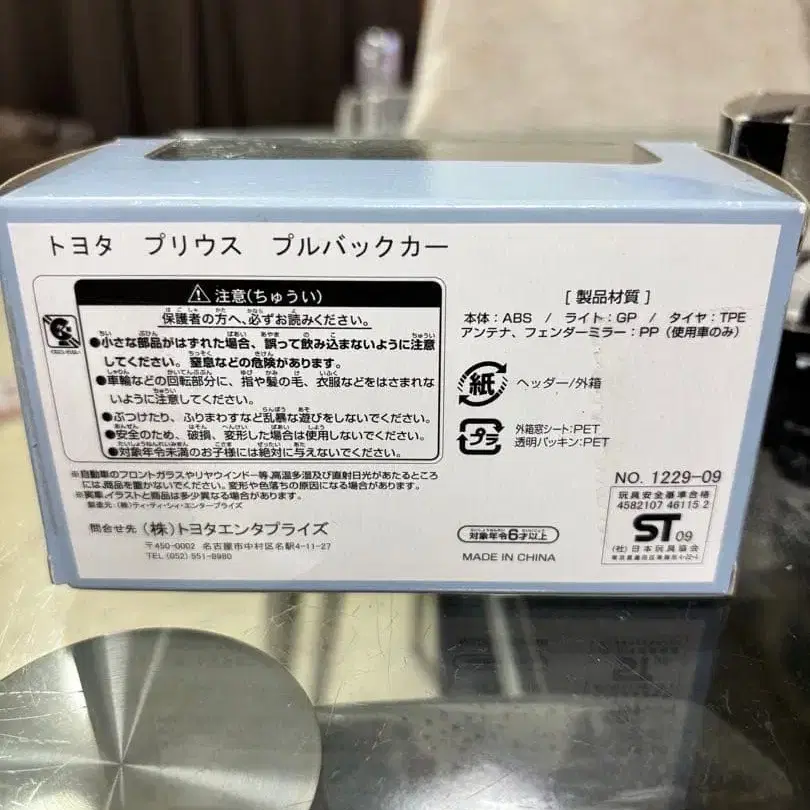 トヨタ プリウス プルバックカー
注意(ちゅうい)
保護者の方へ、必ずお読みください。
●小さな部品がはずれた場合、誤って飲み込まないように注意
してください。窒息などの危険があります。
●車輪などの回転部分に、指や髪の毛、衣服などをはさまれな
いように注意してください。
●ぶつけたり、ふりまわすなど乱暴な遊びをしないでください。
●安全のため、破損、変形した場合は使用しないでください。
●対象年令未満のお子様には絶対に与えないでください。
※自動車のフロントガラスやリヤウインドー等、高温多湿及び直射日光があたるところ
には、商品を置かないでください。変形や色落ちの原因になる場合があります。
※実車、イラストと商品は多少異なる場合があります。
製造元:(株)ティ・ティ・シィ・エンタープライズ
問合せ先 (株)トヨタエンタプライズ
〒450-0002 名古屋市中村区名駅4-11-27
TEL (052) 551-8980
[ 製品材質 ]
本体:ABS / ライト:GP / タイヤ:TPE
アンテナ、フェンダーミラー:PP (使用車のみ)
紙 ヘッダー/外箱
プラ
外箱窓シート:PET
透明パッキン:PET
NO. 1229-09
玩具安全基準合格
4582107 46115 2
ST 09
(社)日本玩具協会
東京都墨田区東駒形4-22-4
対象年令6才以上
MADE IN CHINA